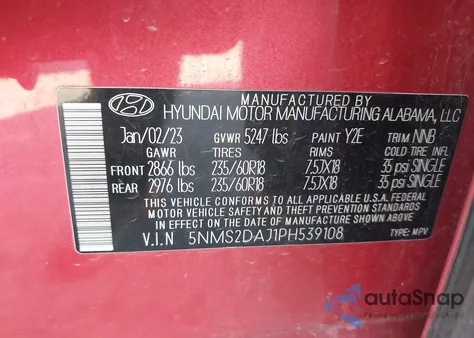 MANUFACTURED BY
HYUNDAI MOTOR MANUFACTURING ALABAMA, LLC
Jan/02/23 GVWR 5247 lbs PAINT Y2E TRIM NNB
GAWR TIRES RIMS COLD TIRE INFL
FRONT 2866 lbs 235/60R18 7.5JX18 35 psi SINGLE
REAR 2976 lbs 235/60R18 7.5JX18 35 psi SINGLE
THIS VEHICLE CONFORMS TO ALL APPLICABLE U.S.A. FEDERAL
MOTOR VEHICLE SAFETY AND THEFT PREVENTION STANDARDS
IN EFFECT ON THE DATE OF MANUFACTURE SHOWN ABOVE.
V.I.N 5NMS2DAJ1PH539108 TYPE: MPV
autoSnap